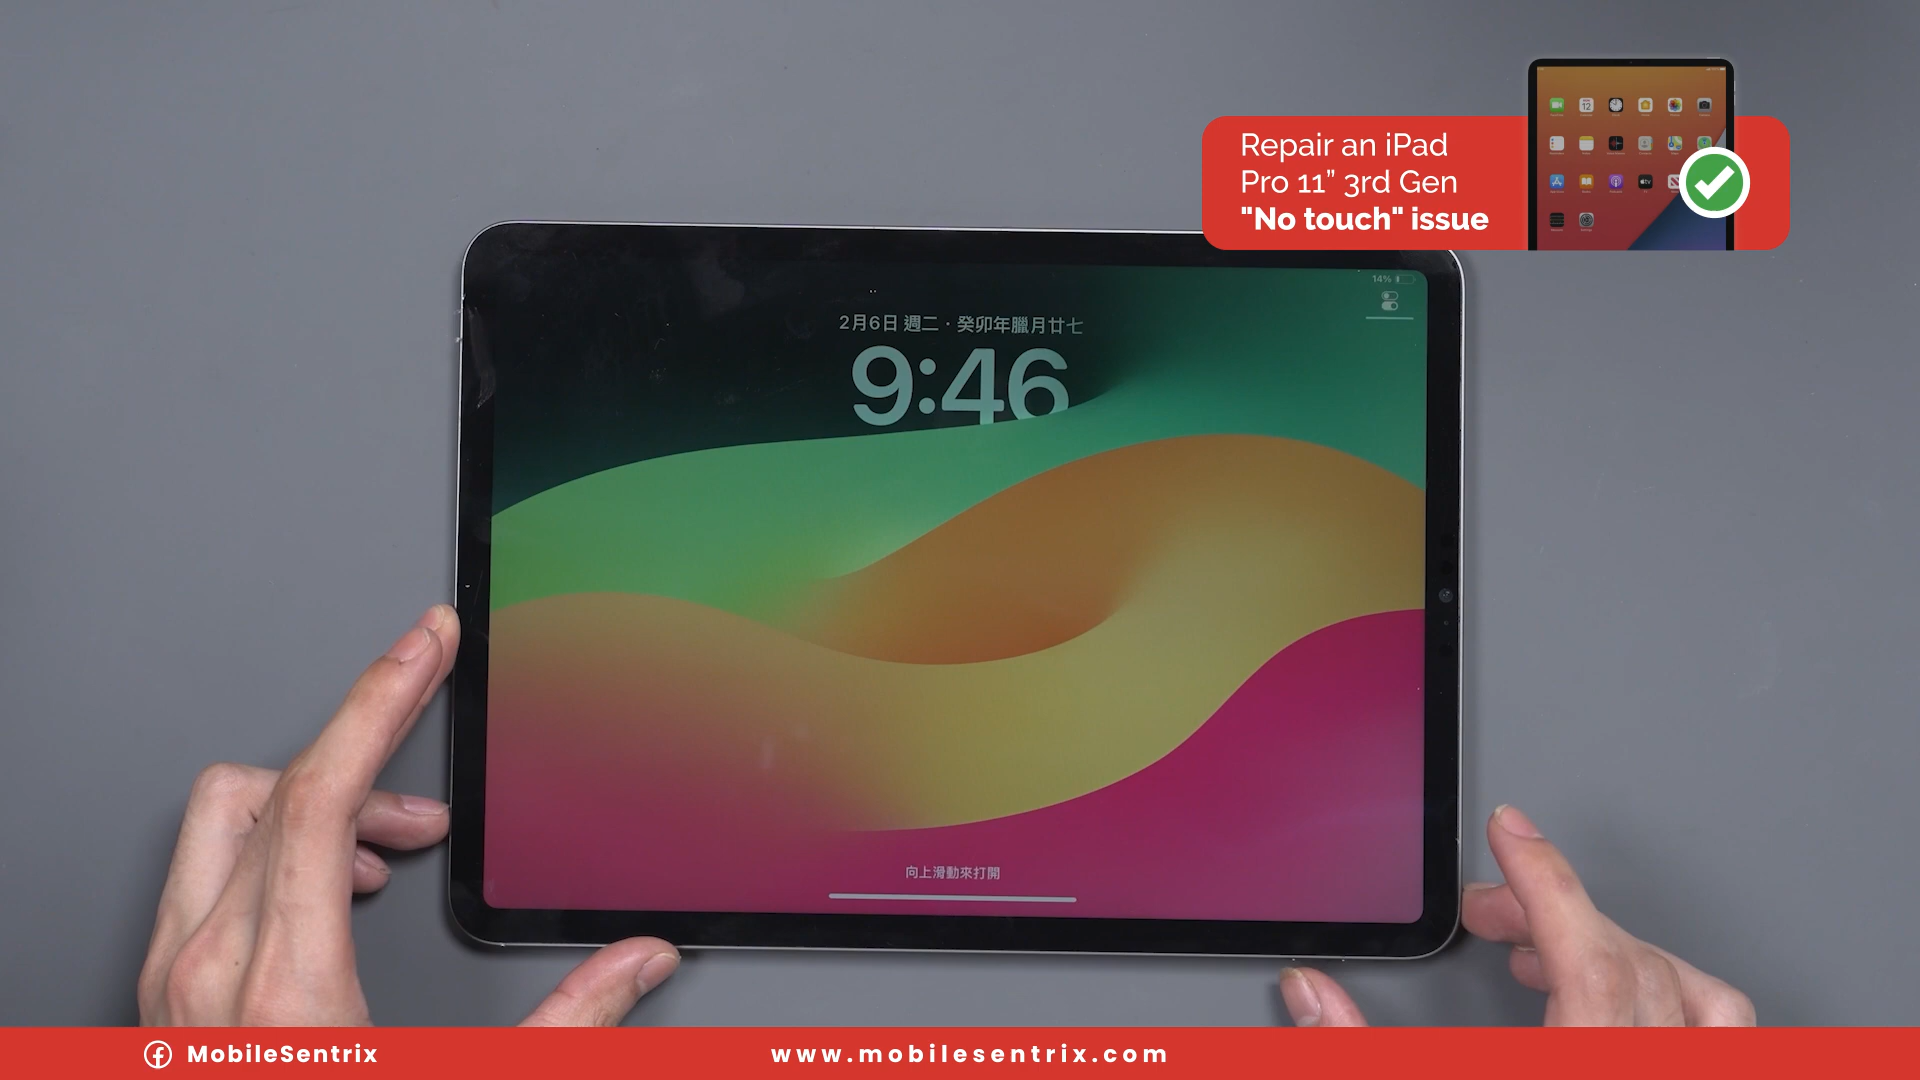 Repair an iPad
Pro 11” 3rd Gen
"No touch" issue
14%
2月6日 週二 · 癸卯年臘月廿七
9:46
向上滑動來打開
MobileSentrix
www.mobilesentrix.com